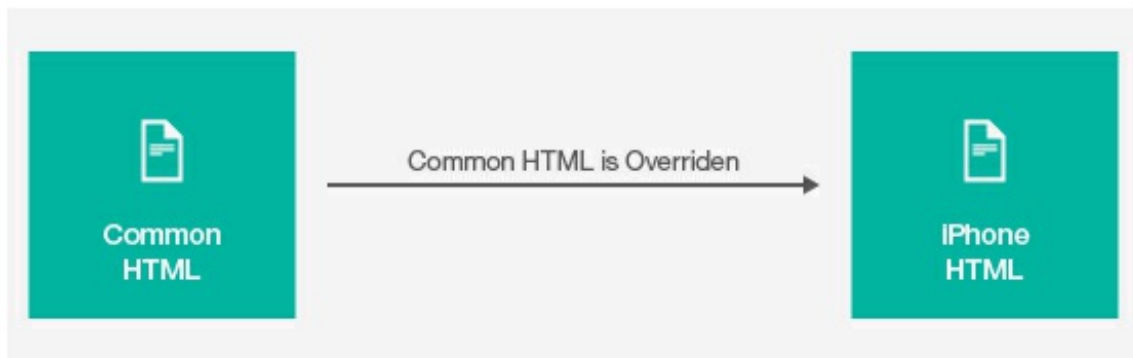 Common HTML is Overriden
Common
HTML
iPhone
HTML